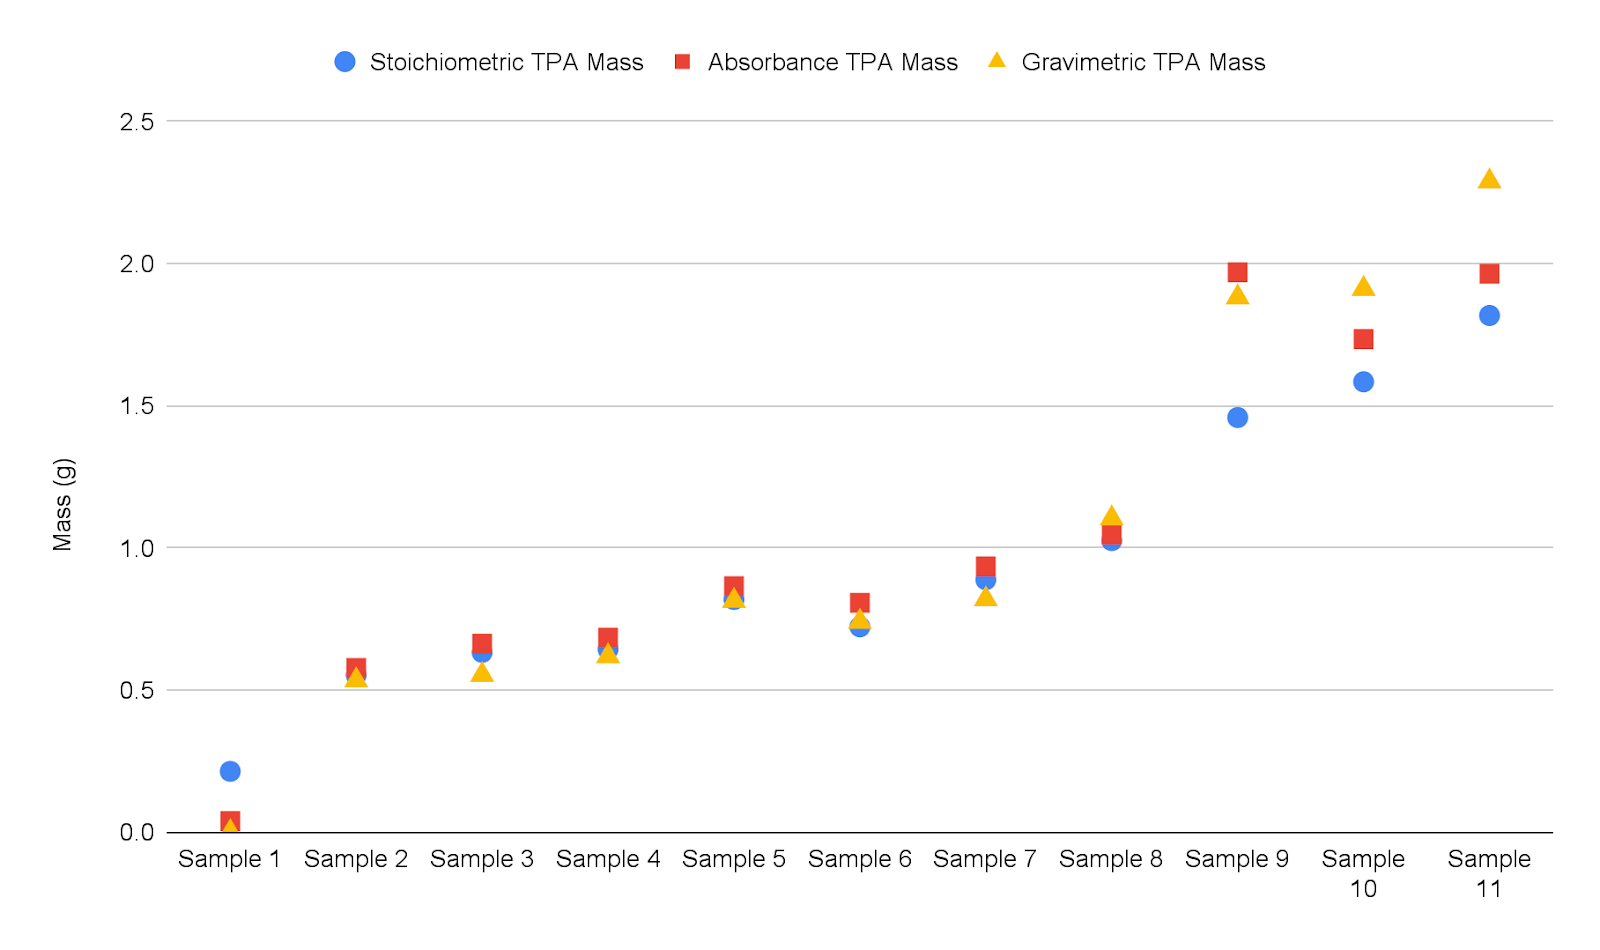 Stoichiometric TPA Mass Absorbance TPA Mass Gravimetric TPA Mass
2.5
2.0
1.5
1.0
0.5
0.0
Mass (g)
Sample 1 Sample 2 Sample 3 Sample 4 Sample 5 Sample 6 Sample 7 Sample 8 Sample 9 Sample 10 Sample 11